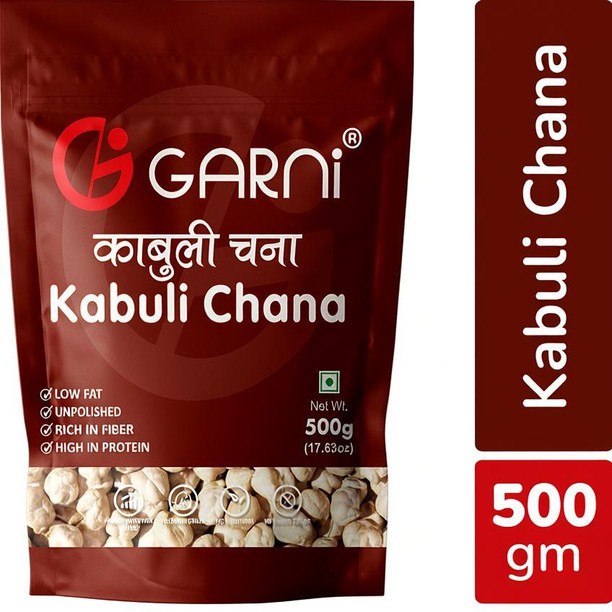 GARNi®
काबुली चना
Kabuli Chana
LOW FAT
UNPOLISHED
RICH IN FIBER
HIGH IN PROTEIN
Net Wt.
500g
(17.63oz)
Kabuli Chana
500
gm